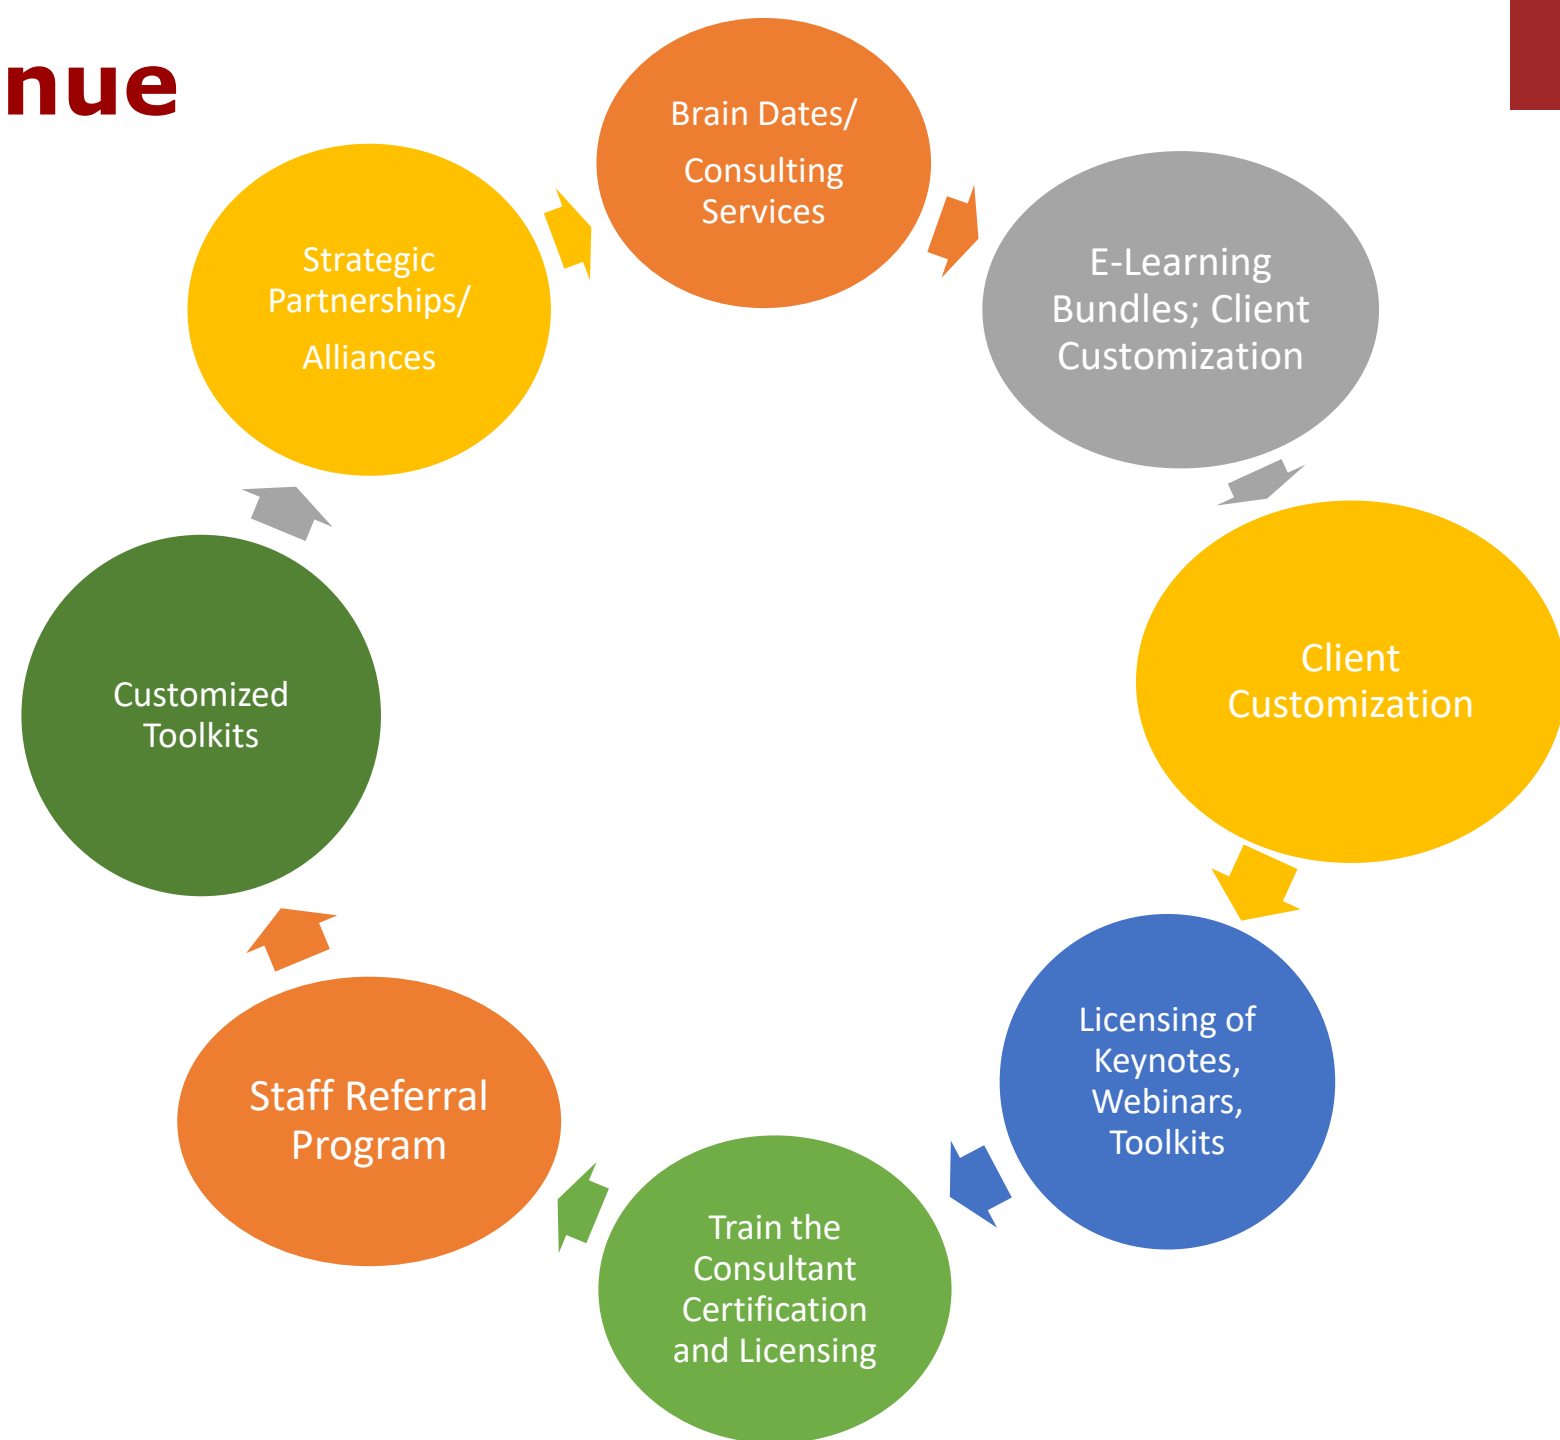 nue
Brain Dates/
Consulting
Services
E-Learning
Bundles; Client
Customization
Client
Customization
Licensing of
Keynotes,
Webinars,
Toolkits
Train the
Consultant
Certification
and Licensing
Staff Referral
Program
Customized
Toolkits
Strategic
Partnerships/
Alliances